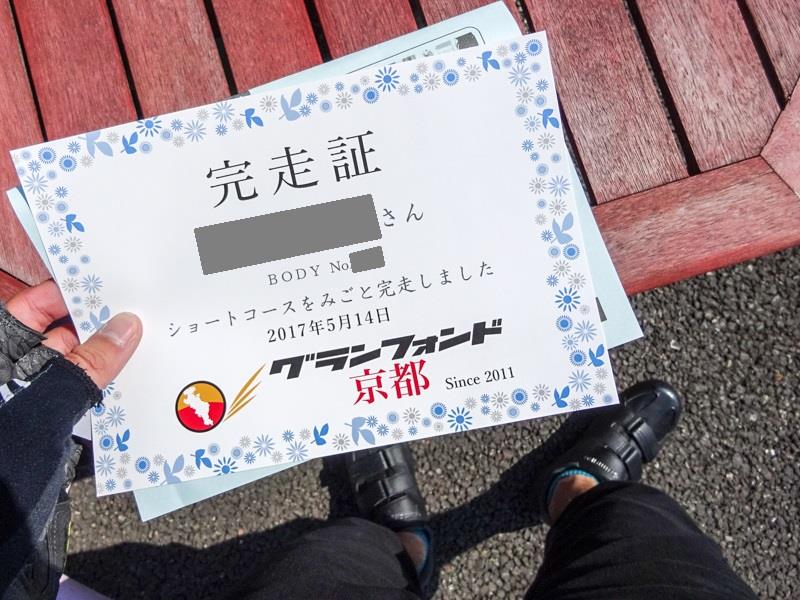 完走証
さん
BODY No
ショートコースをみごと完走しました
2017年5月14日
グランフォンド
京都 Since 2011